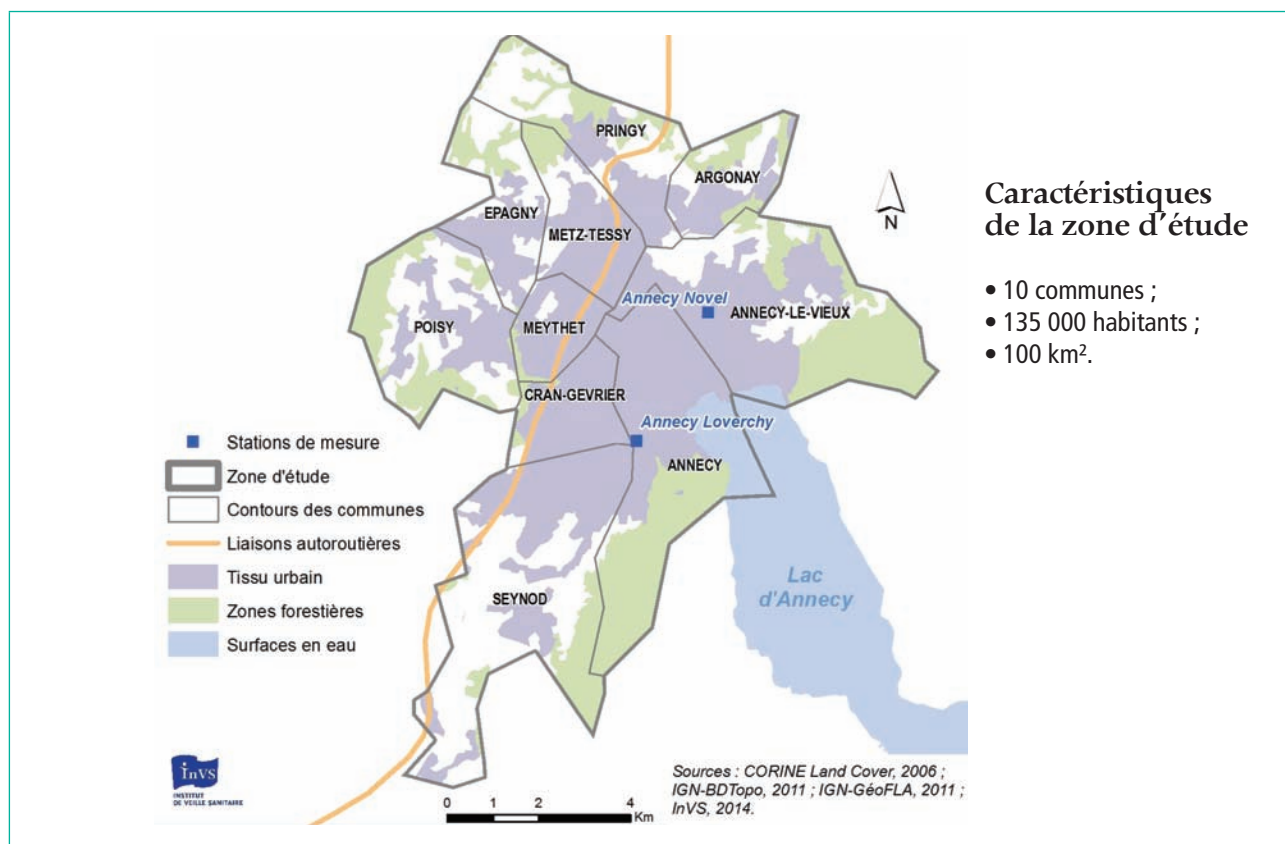 PRINGY
ARGONAY
EPAGNY
METZ-TESSY
N
Annecy Novel
ANNECY-LE-VIEUX
POISY
MEYTHET
CRAN-GEVRIER
Annecy Loverchy
ANNECY
SEYNOD
Lac
d'Annecy
Stations de mesure
Zone d'étude
Contours des communes
Liaisons autoroutières
Tissu urbain
Zones forestières
Surfaces en eau
InVS
INSTITUT
DE VEILLE SANITAIRE
0 1 2 4
Km
Sources : CORINE Land Cover, 2006 ;
IGN-BDTopo, 2011 ; IGN-GéoFLA, 2011 ;
InVS, 2014.
Caractéristiques
de la zone d'étude
• 10 communes ;
• 135 000 habitants ;
• 100 km².